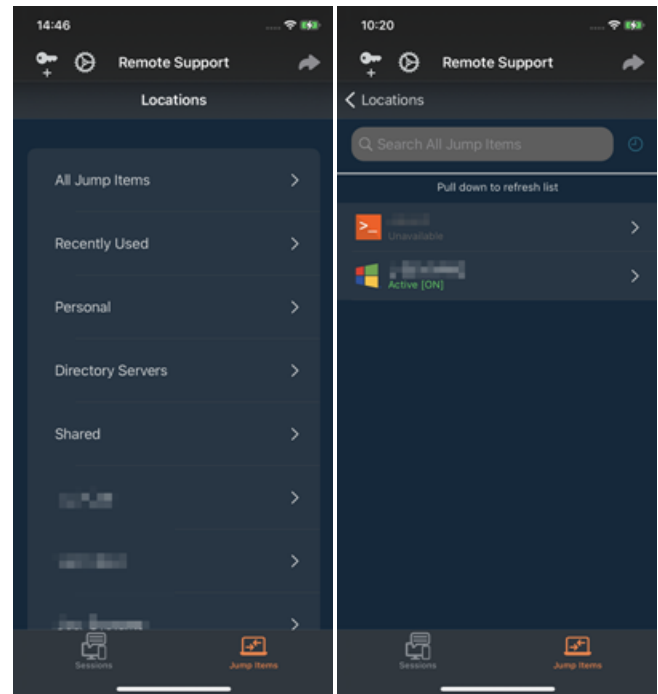 14:46
Remote Support
Locations
All Jump Items
Recently Used
Personal
Directory Servers
Shared
Sessions
Jump Items
10:20
Remote Support
Locations
Search All Jump Items
Pull down to refresh list
>_
Unavailable
Active [ON]
Sessions
Jump Items